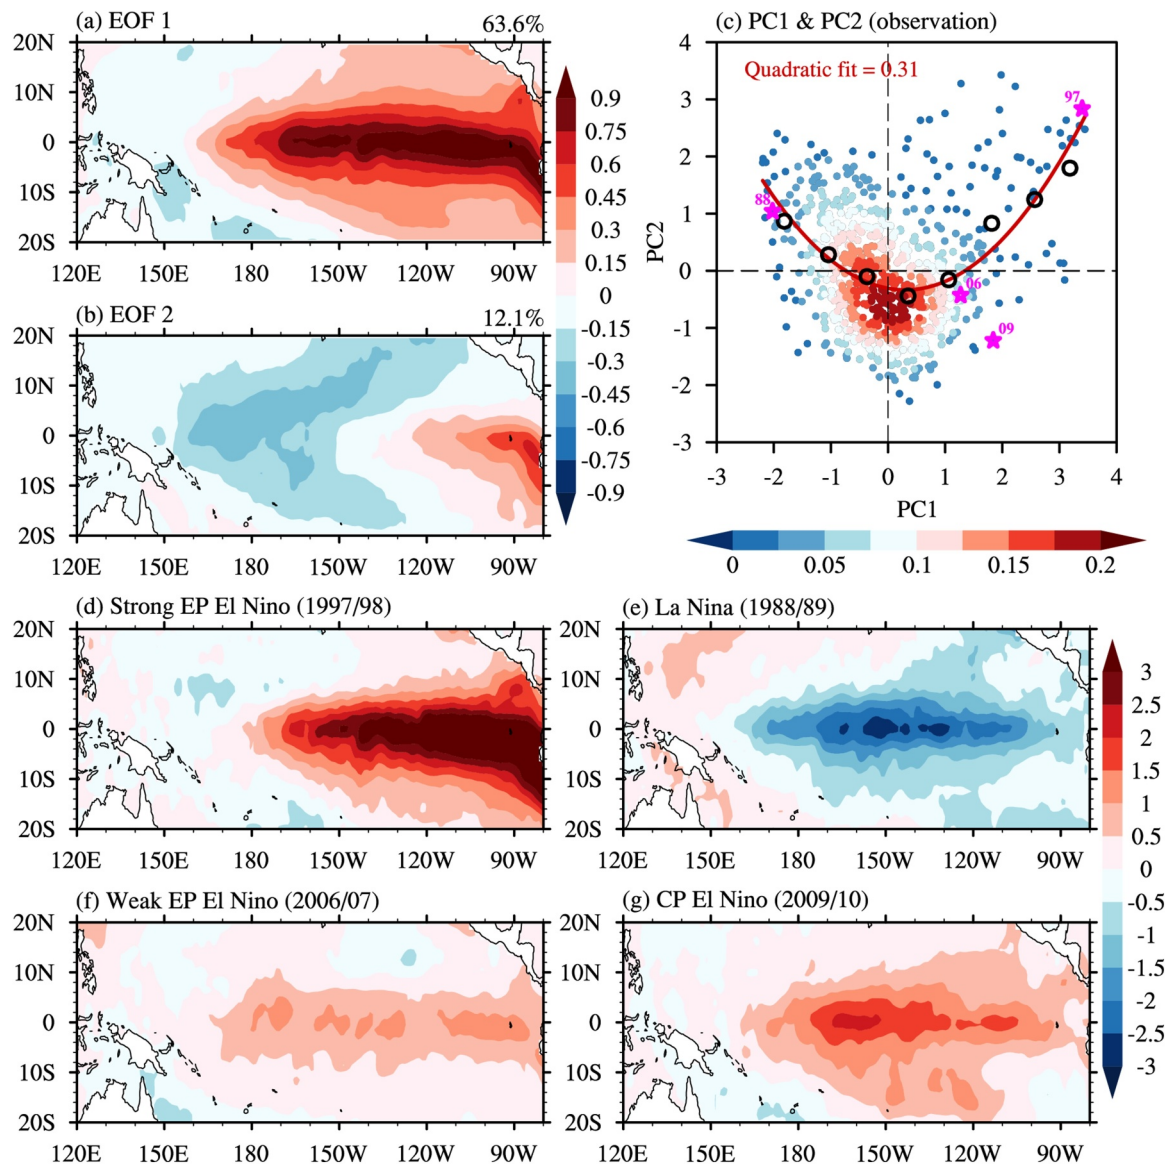 (a) EOF 1 63.6%
20N
10N
0
10S
20S
120E 150E 180 150W 120W 90W
(b) EOF 2 12.1%
20N
10N
0
10S
20S
120E 150E 180 150W 120W 90W
0.9
0.75
0.6
0.45
0.3
0.15
0
-0.15
-0.3
-0.45
-0.6
-0.75
-0.9
(c) PC1 & PC2 (observation)
Quadratic fit = 0.31
97
88
06
09
PC2
4
3
2
1
0
-1
-2
-3
-3 -2 -1 0 1 2 3 4
PC1
0 0.05 0.1 0.15 0.2
(d) Strong EP El Nino (1997/98)
20N
10N
0
10S
20S
120E 150E 180 150W 120W 90W
(e) La Nina (1988/89)
20N
10N
0
10S
20S
120E 150E 180 150W 120W 90W
(f) Weak EP El Nino (2006/07)
20N
10N
0
10S
20S
120E 150E 180 150W 120W 90W
(g) CP El Nino (2009/10)
20N
10N
0
10S
20S
120E 150E 180 150W 120W 90W
3
2.5
2
1.5
1
0.5
0
-0.5
-1
-1.5
-2
-2.5
-3